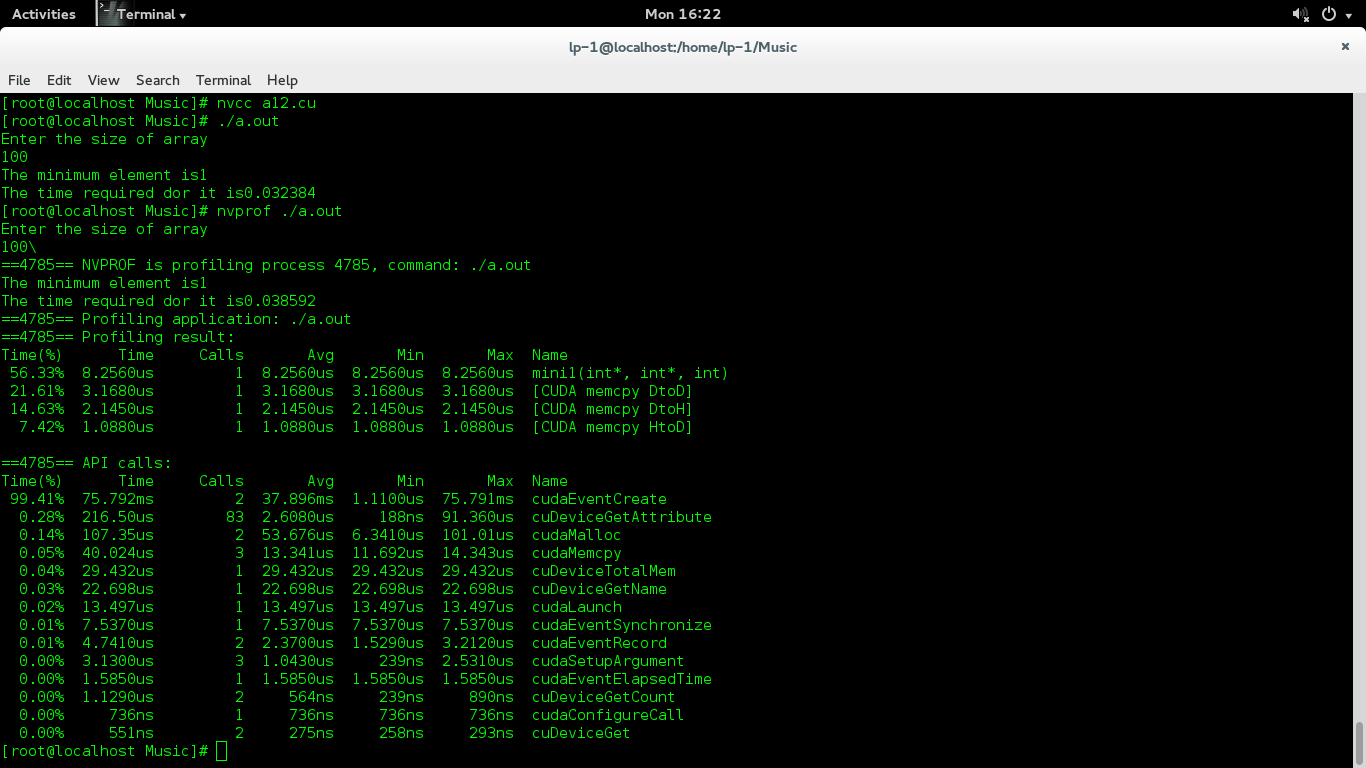 Activities Terminal Mon 16:22
lp-1@localhost:/home/lp-1/Music
File Edit View Search Terminal Help
[root@localhost Music]# nvcc a12.cu
[root@localhost Music]# ./a.out
Enter the size of array
100
The minimum element is1
The time required dor it is0.032384
[root@localhost Music]# nvprof ./a.out
Enter the size of array
100\
==4785== NVPROF is profiling process 4785, command: ./a.out
The minimum element is1
The time required dor it is0.038592
==4785== Profiling application: ./a.out
==4785== Profiling result:
Time(%) Time Calls Avg Min Max Name
56.33% 8.2560us 1 8.2560us 8.2560us 8.2560us mini1(int*, int*, int)
21.61% 3.1680us 1 3.1680us 3.1680us 3.1680us [CUDA memcpy DtoD]
14.63% 2.1450us 1 2.1450us 2.1450us 2.1450us [CUDA memcpy DtoH]
7.42% 1.0880us 1 1.0880us 1.0880us 1.0880us [CUDA memcpy HtoD]
==4785== API calls:
Time(%) Time Calls Avg Min Max Name
99.41% 75.792ms 2 37.896ms 1.1100us 75.791ms cudaEventCreate
0.28% 216.50us 83 2.6080us 188ns 91.360us cuDeviceGetAttribute
0.14% 107.35us 2 53.676us 6.3410us 101.01us cudaMalloc
0.05% 40.024us 3 13.341us 11.692us 14.343us cudaMemcpy
0.04% 29.432us 1 29.432us 29.432us 29.432us cuDeviceTotalMem
0.03% 22.698us 1 22.698us 22.698us 22.698us cuDeviceGetName
0.02% 13.497us 1 13.497us 13.497us 13.497us cudaLaunch
0.01% 7.5370us 1 7.5370us 7.5370us 7.5370us cudaEventSynchronize
0.01% 4.7410us 2 2.3700us 1.5290us 3.2120us cudaEventRecord
0.00% 3.1300us 3 1.0430us 239ns 2.5310us cudaSetupArgument
0.00% 1.5850us 1 1.5850us 1.5850us 1.5850us cudaEventElapsedTime
0.00% 1.1290us 2 564ns 239ns 890ns cuDeviceGetCount
0.00% 736ns 1 736ns 736ns 736ns cudaConfigureCall
0.00% 551ns 2 275ns 258ns 293ns cuDeviceGet
[root@localhost Music]#